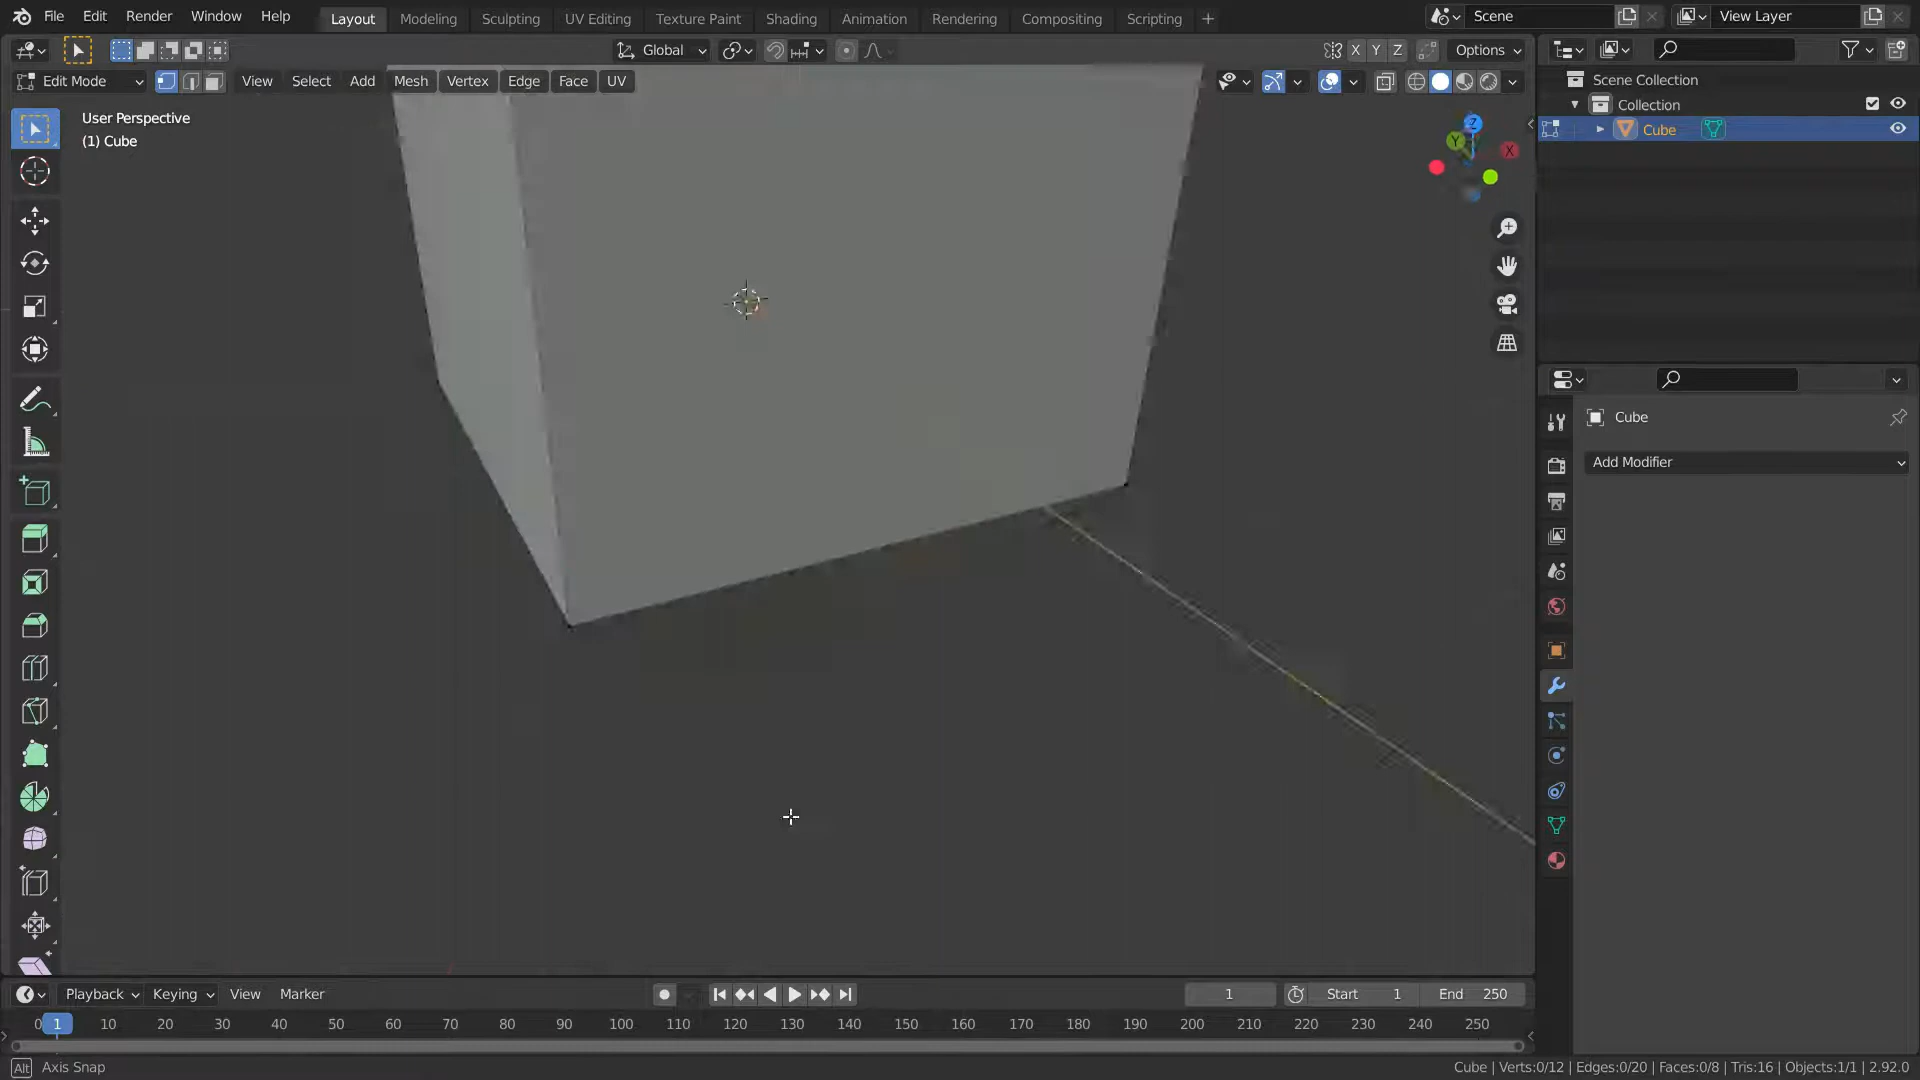 File Edit Render Window Help Layout Modeling Sculpting UV Editing Texture Paint Shading Animation Rendering Compositing Scripting + Scene View Layer
Global X Y Z Options
Edit Mode View Select Add Mesh Vertex Edge Face UV
Scene Collection
Collection
Cube
User Perspective
(1) Cube
Z
Y
X
Cube
Add Modifier
Playback Keying View Marker 1 Start 1 End 250
0 1 10 20 30 40 50 60 70 80 90 100 110 120 130 140 150 160 170 180 190 200 210 220 230 240 250
Alt Axis Snap Cube | Verts:0/12 | Edges:0/20 | Faces:0/8 | Tris:16 | Objects:1/1 | 2.92.0